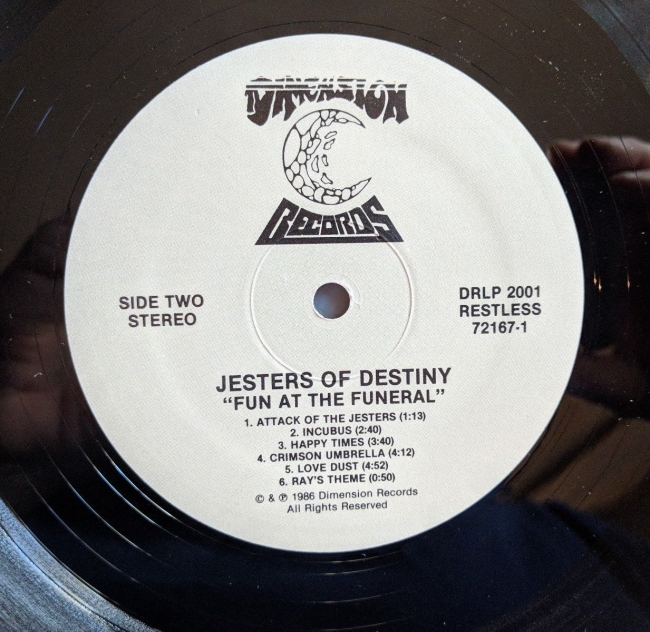 DIMENSION
RECORDS
SIDE TWO
STEREO
DRLP 2001
RESTLESS
72167-1
JESTERS OF DESTINY
“FUN AT THE FUNERAL”
1. ATTACK OF THE JESTERS (1:13)
2. INCUBUS (2:40)
3. HAPPY TIMES (3:40)
4. CRIMSON UMBRELLA (4:12)
5. LOVE DUST (4:52)
6. RAY'S THEME (0:50)
© & ℗ 1986 Dimension Records
All Rights Reserved